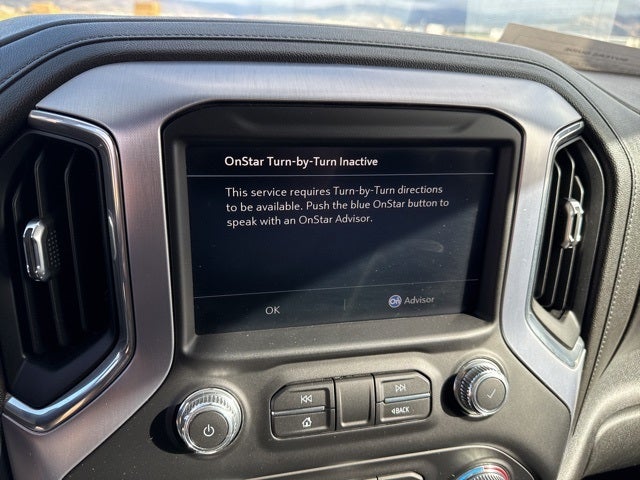 OnStar Turn-by-Turn Inactive
This service requires Turn-by-Turn directions
to be available. Push the blue OnStar button to
speak with an OnStar Advisor.
OK
On Advisor
BACK